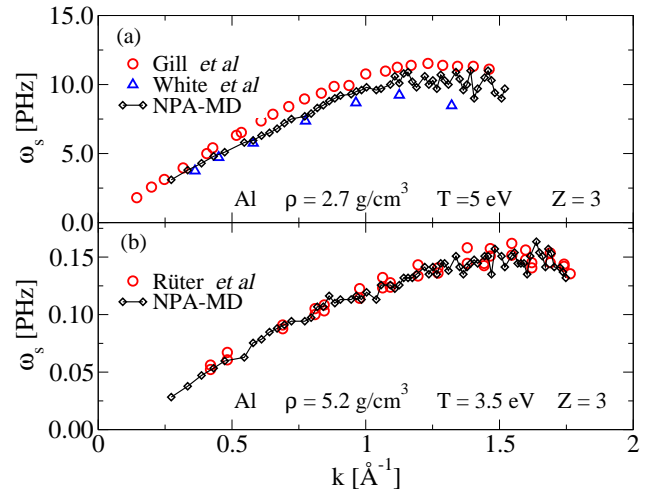 (a)
Gill et al
White et al
NPA-MD
15.0
10.0
5.0
0.0
ω_s [PHz]
Al ρ = 2.7 g/cm³ T =5 eV Z = 3
(b)
Rüter et al
NPA-MD
0.15
0.10
0.05
0.00
ω_s [PHz]
Al ρ = 5.2 g/cm³ T = 3.5 eV Z = 3
0 0.5 1 1.5 2
k [Å⁻¹]